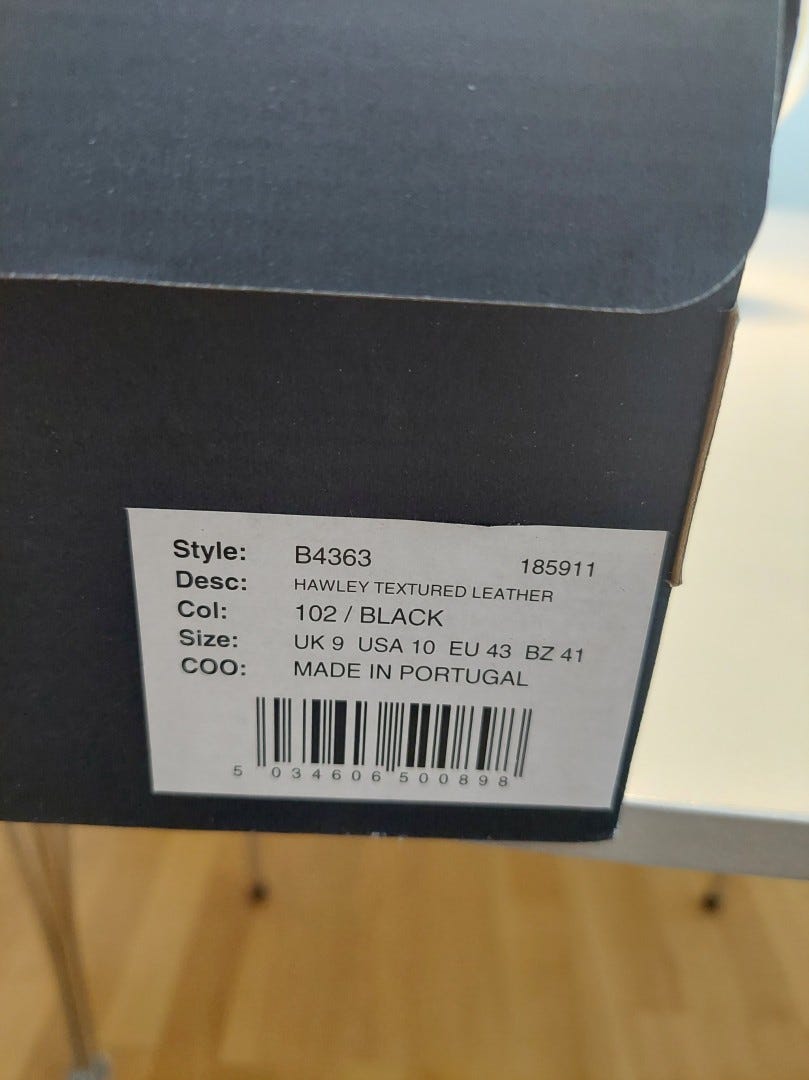 Style: B4363 185911
Desc: HAWLEY TEXTURED LEATHER
Col: 102 / BLACK
Size: UK 9 USA 10 EU 43 BZ 41
COO: MADE IN PORTUGAL
5 034606 500898